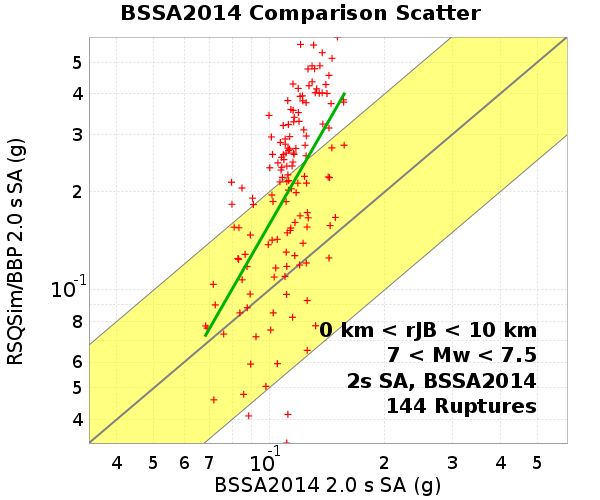 BSSA2014 Comparison Scatter
RSQSim/BBP 2.0 s SA (g)
5
4
3
2
10-1
8
6
5
4
0 km < rJB < 10 km
7 < Mw < 7.5
2s SA, BSSA2014
144 Ruptures
4 5 6 7 10-1 2 3 4 5
BSSA2014 2.0 s SA (g)